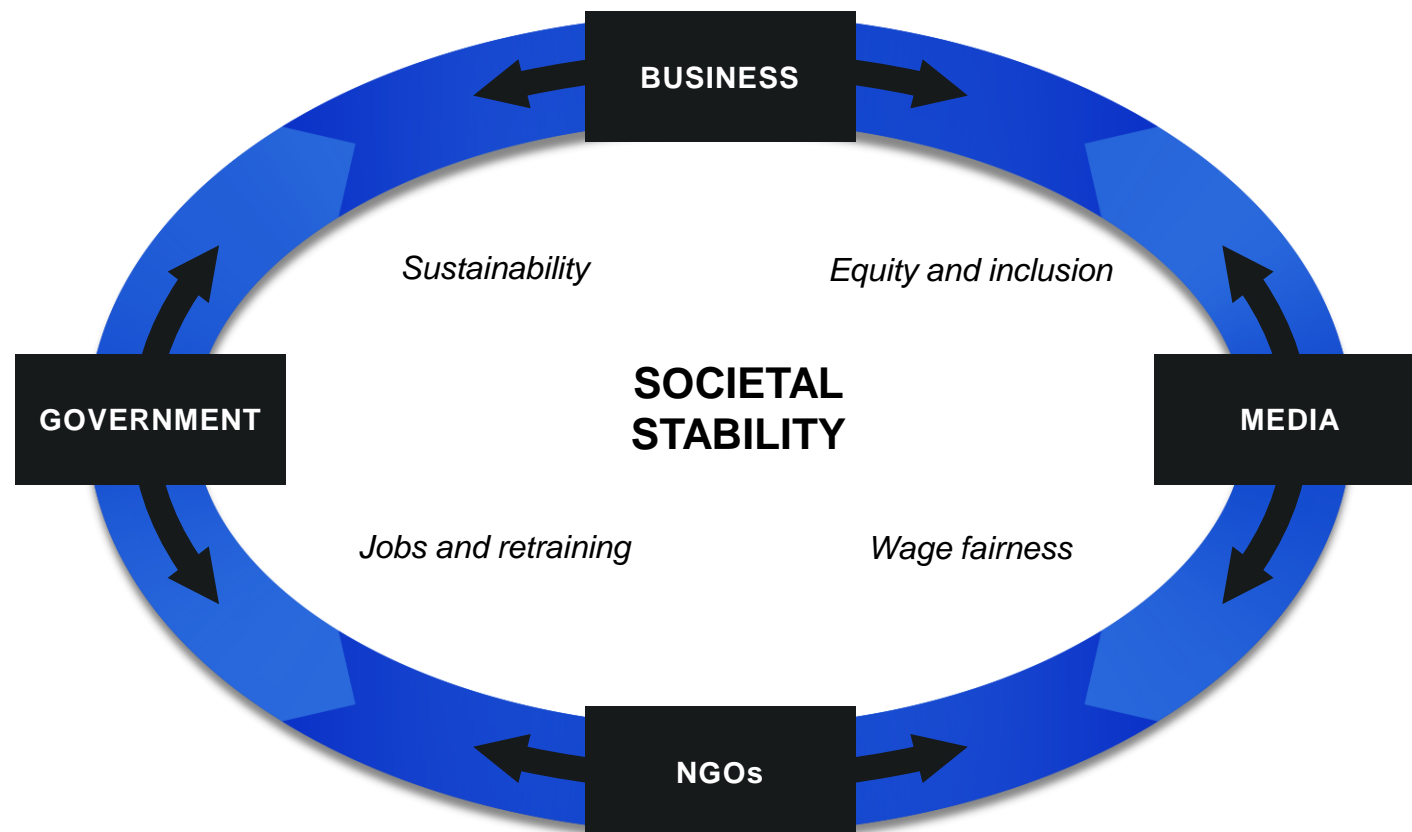 BUSINESS
Sustainability
Equity and inclusion
SOCIETAL
STABILITY
GOVERNMENT
MEDIA
Jobs and retraining
Wage fairness
NGOs